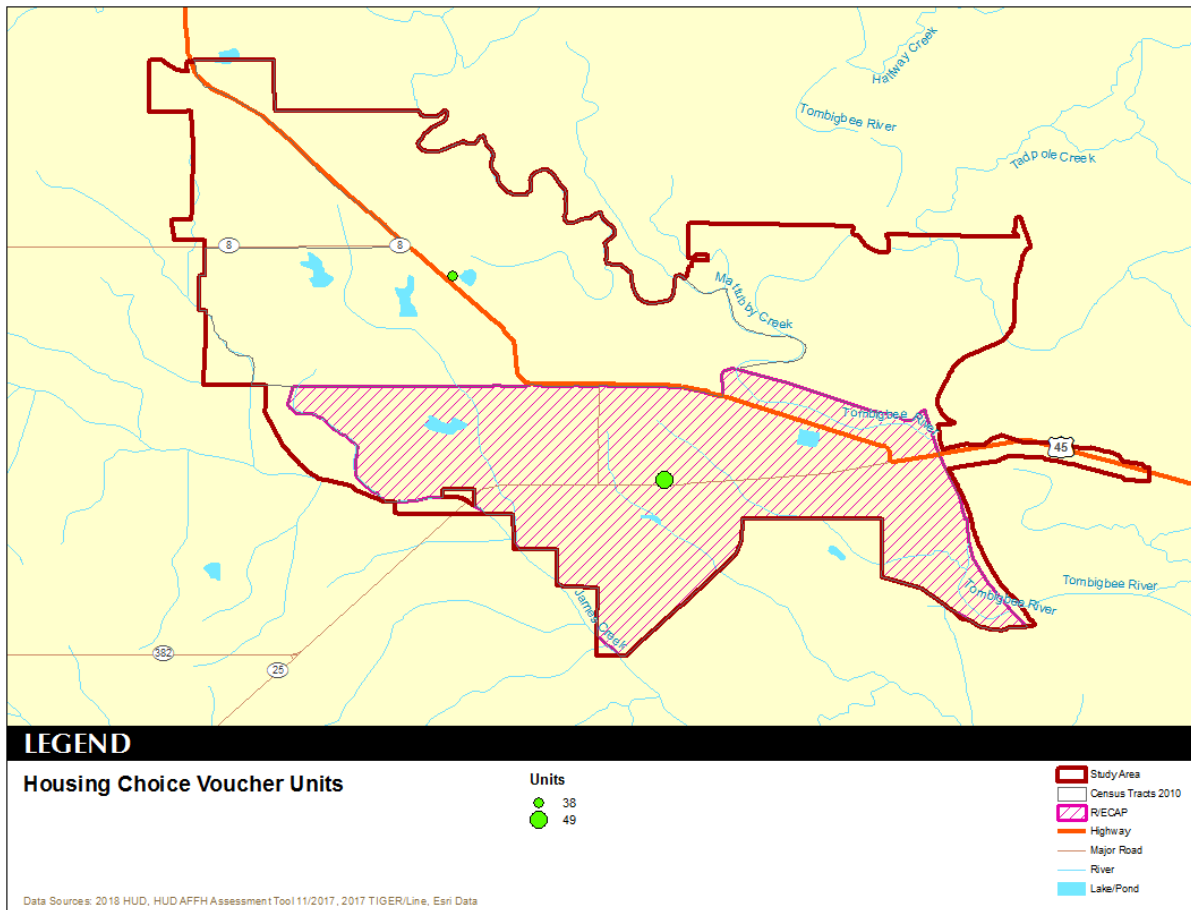 Halfway Creek
Tombigbee River
Tadpole Creek
8
8
Mattubby Creek
Tombigbee River
45
James Creek
Tombigbee River
Tombigbee River
382
25
LEGEND
Housing Choice Voucher Units
Units
38
49
Study Area
Census Tracts 2010
R/ECAP
Highway
Major Road
River
Lake/Pond
Data Sources: 2018 HUD, HUD AFFH Assessment Tool 11/2017, 2017 TIGER/Line, Esri Data